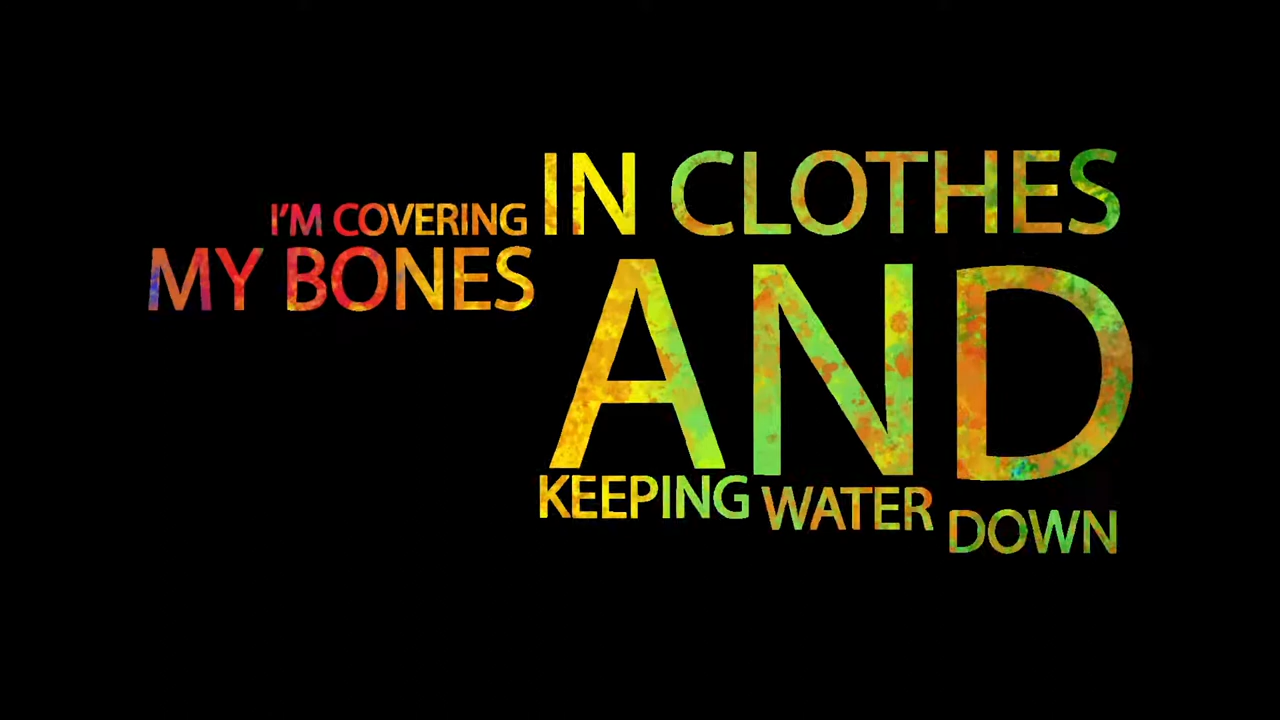 I'M COVERING
MY BONES
IN CLOTHES
AND
KEEPING WATER DOWN